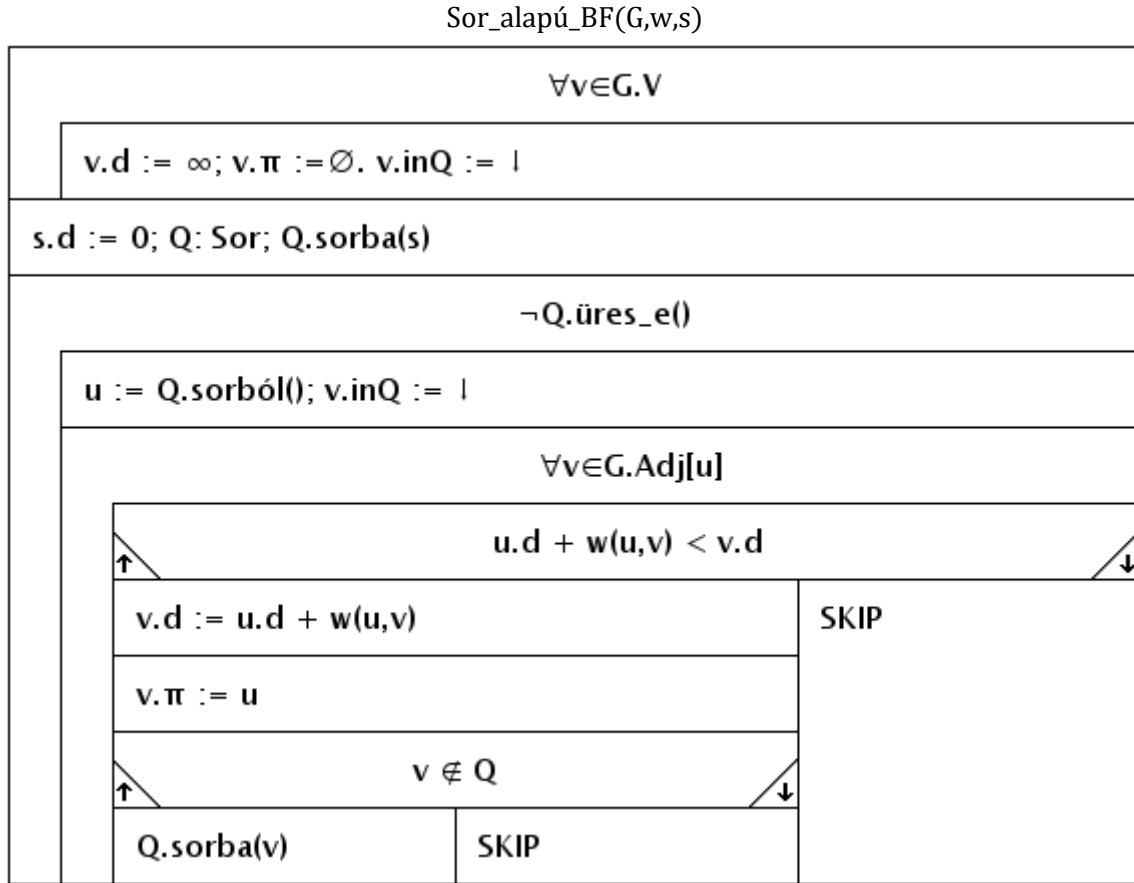 Sor_alapú_BF(G,w,s)
∀v∈G.V
v.d := ∞; v.π :=∅. v.inQ := ↓
s.d := 0; Q: Sor; Q.sorba(s)
¬Q.üres_e()
u := Q.sorból(); v.inQ := ↓
∀v∈G.Adj[u]
u.d + w(u,v) < v.d
↑ ↓
v.d := u.d + w(u,v) SKIP
v.π := u
v ∉ Q
↑ ↓
Q.sorba(v) SKIP